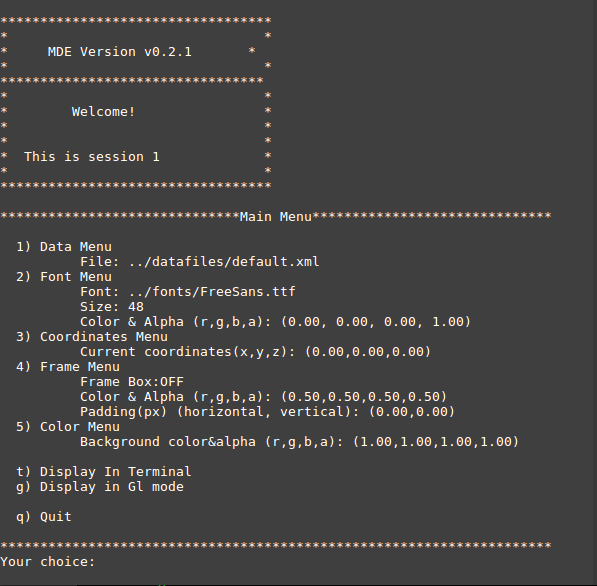 **********************************
*                                *
*     MDE Version v0.2.1       *
*                                *
*********************************
*                                *
*        Welcome!                *
*                                *
*                                *
*  This is session 1             *
*                                *
**********************************
******************************Main Menu******************************
1) Data Menu
File: ../datafiles/default.xml
2) Font Menu
Font: ../fonts/FreeSans.ttf
Size: 48
Color & Alpha (r,g,b,a): (0.00, 0.00, 0.00, 1.00)
3) Coordinates Menu
Current coordinates(x,y,z): (0.00,0.00,0.00)
4) Frame Menu
Frame Box:OFF
Color & Alpha (r,g,b,a): (0.50,0.50,0.50,0.50)
Padding(px) (horizontal, vertical): (0.00,0.00)
5) Color Menu
Background color&alpha (r,g,b,a): (1.00,1.00,1.00,1.00)
t) Display In Terminal
g) Display in Gl mode
q) Quit
*********************************************************************
Your choice: